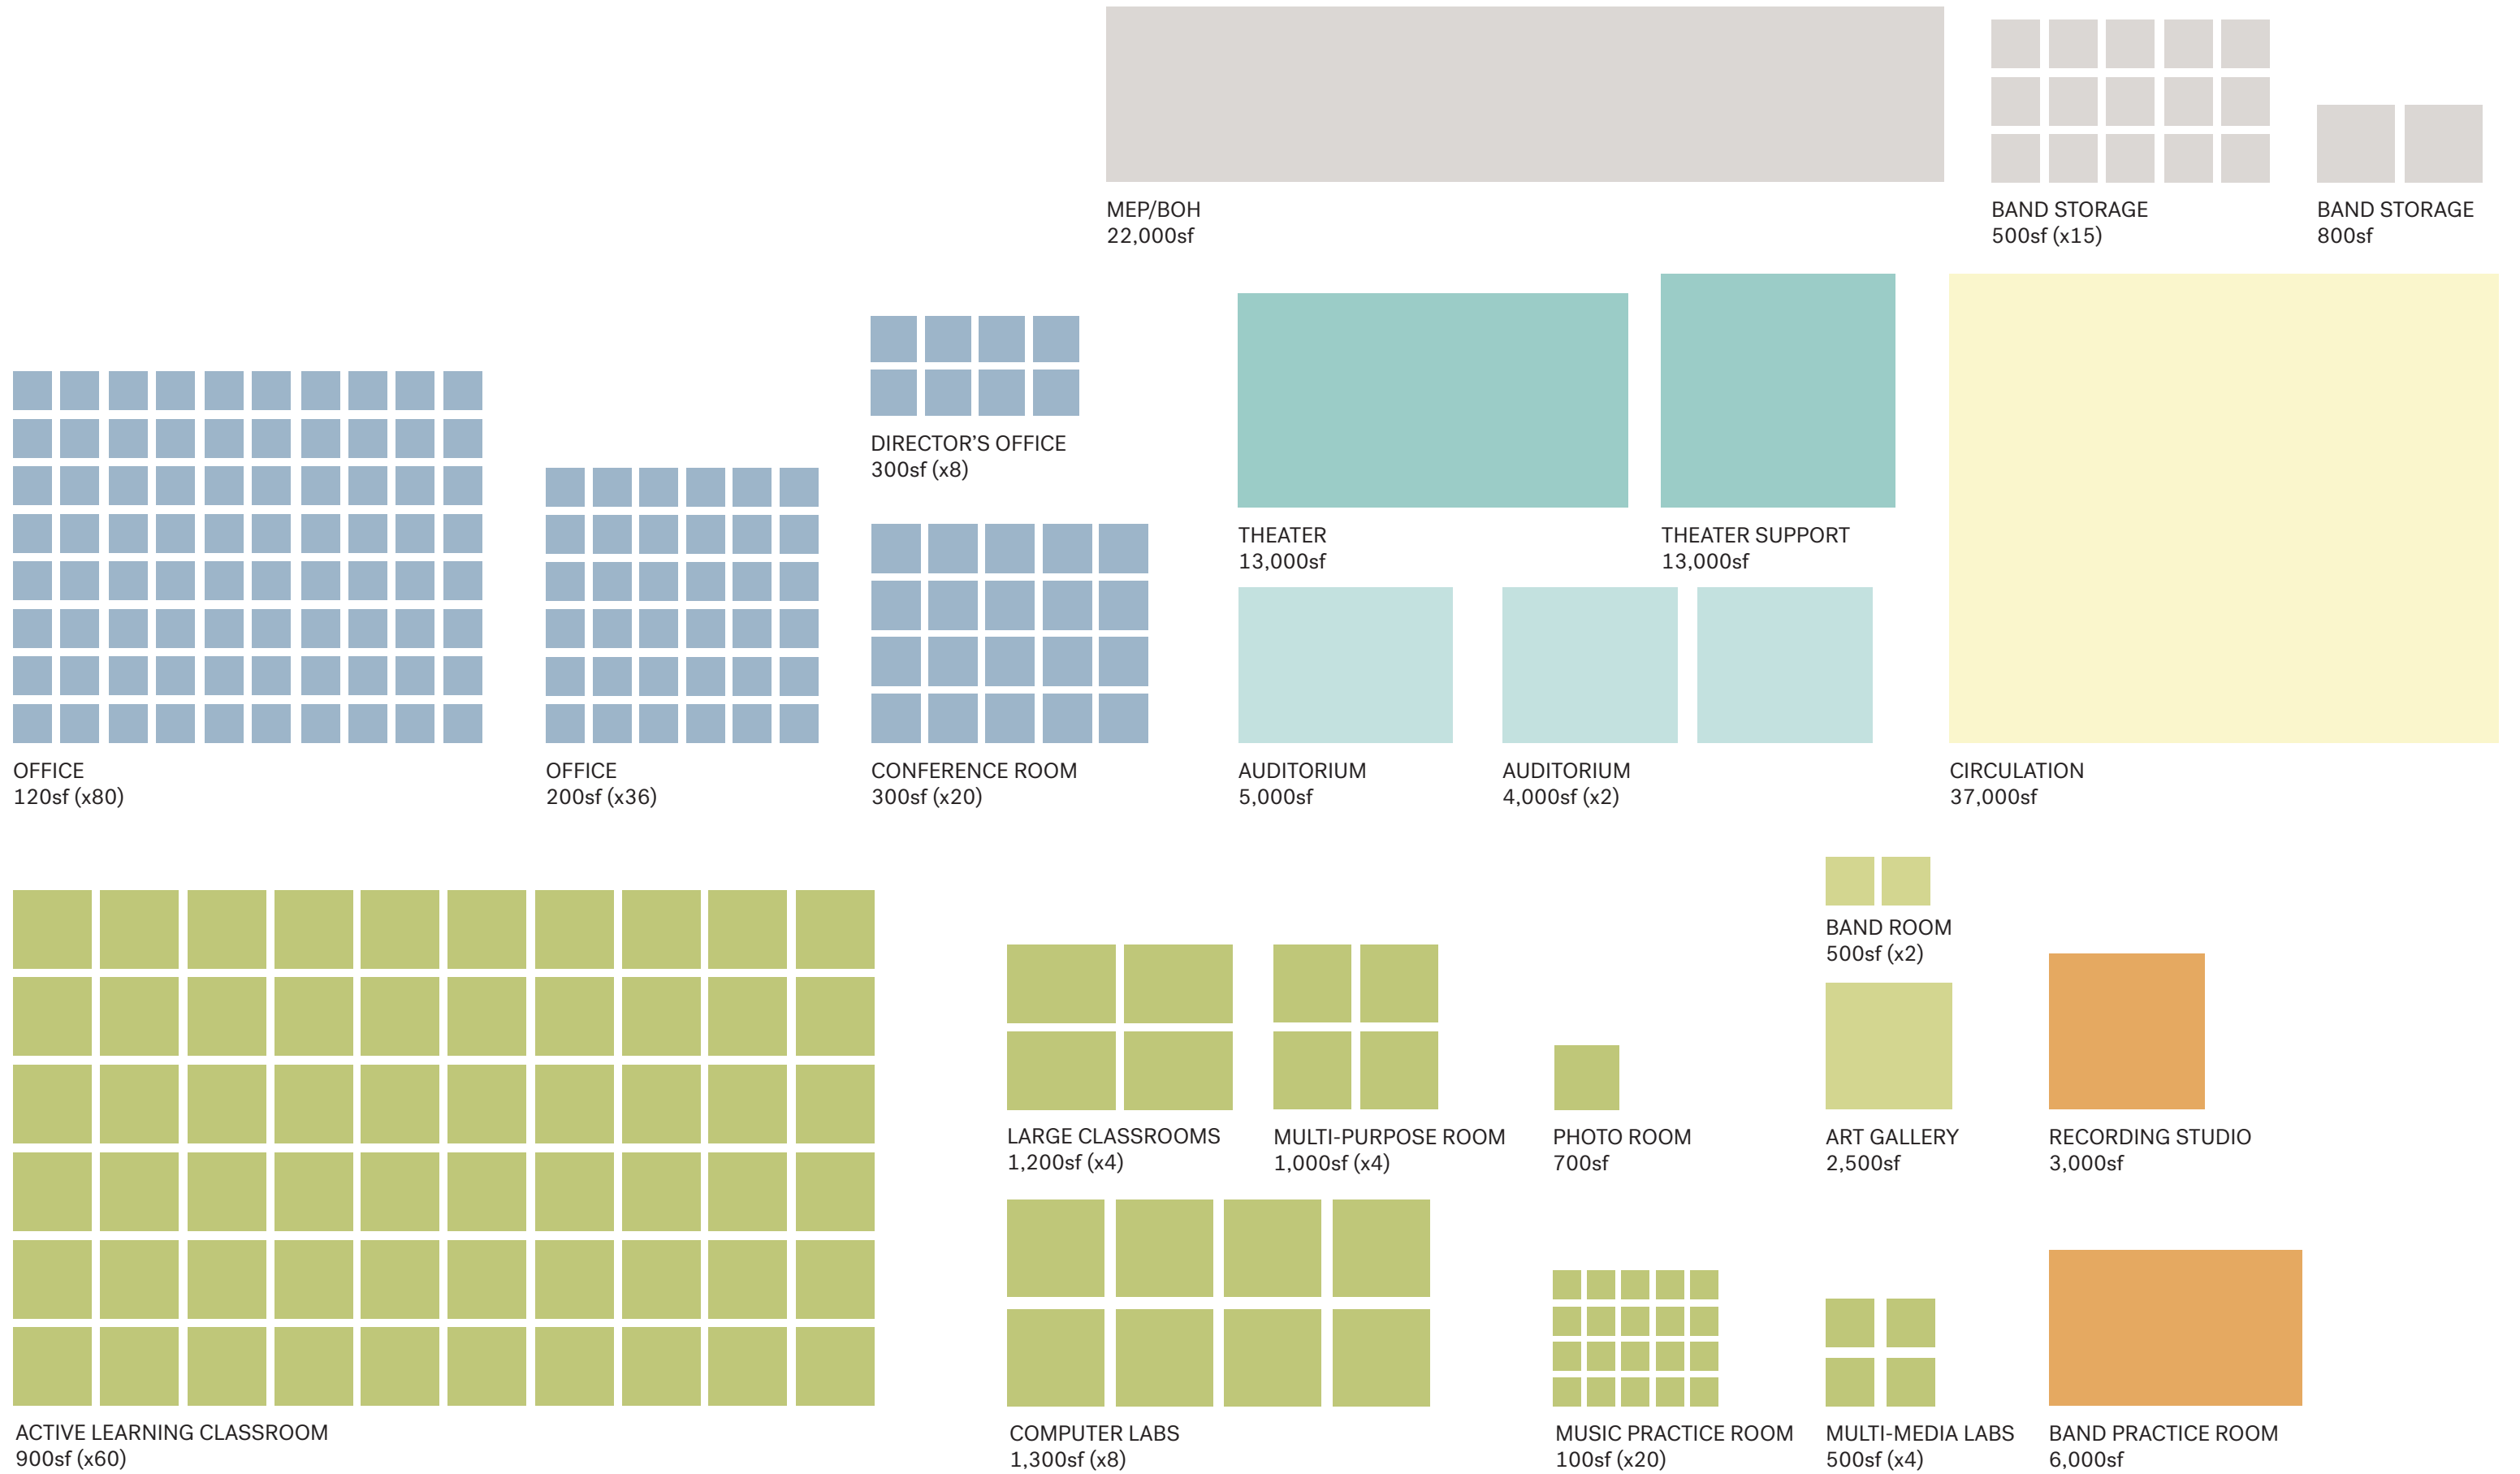 MEP/BOH
22,000sf
BAND STORAGE
500sf (x15)
BAND STORAGE
800sf
DIRECTOR’S OFFICE
300sf (x8)
THEATER
13,000sf
THEATER SUPPORT
13,000sf
OFFICE
120sf (x80)
OFFICE
200sf (x36)
CONFERENCE ROOM
300sf (x20)
AUDITORIUM
5,000sf
AUDITORIUM
4,000sf (x2)
CIRCULATION
37,000sf
BAND ROOM
500sf (x2)
LARGE CLASSROOMS
1,200sf (x4)
MULTI-PURPOSE ROOM
1,000sf (x4)
PHOTO ROOM
700sf
ART GALLERY
2,500sf
RECORDING STUDIO
3,000sf
ACTIVE LEARNING CLASSROOM
900sf (x60)
COMPUTER LABS
1,300sf (x8)
MUSIC PRACTICE ROOM
100sf (x20)
MULTI-MEDIA LABS
500sf (x4)
BAND PRACTICE ROOM
6,000sf